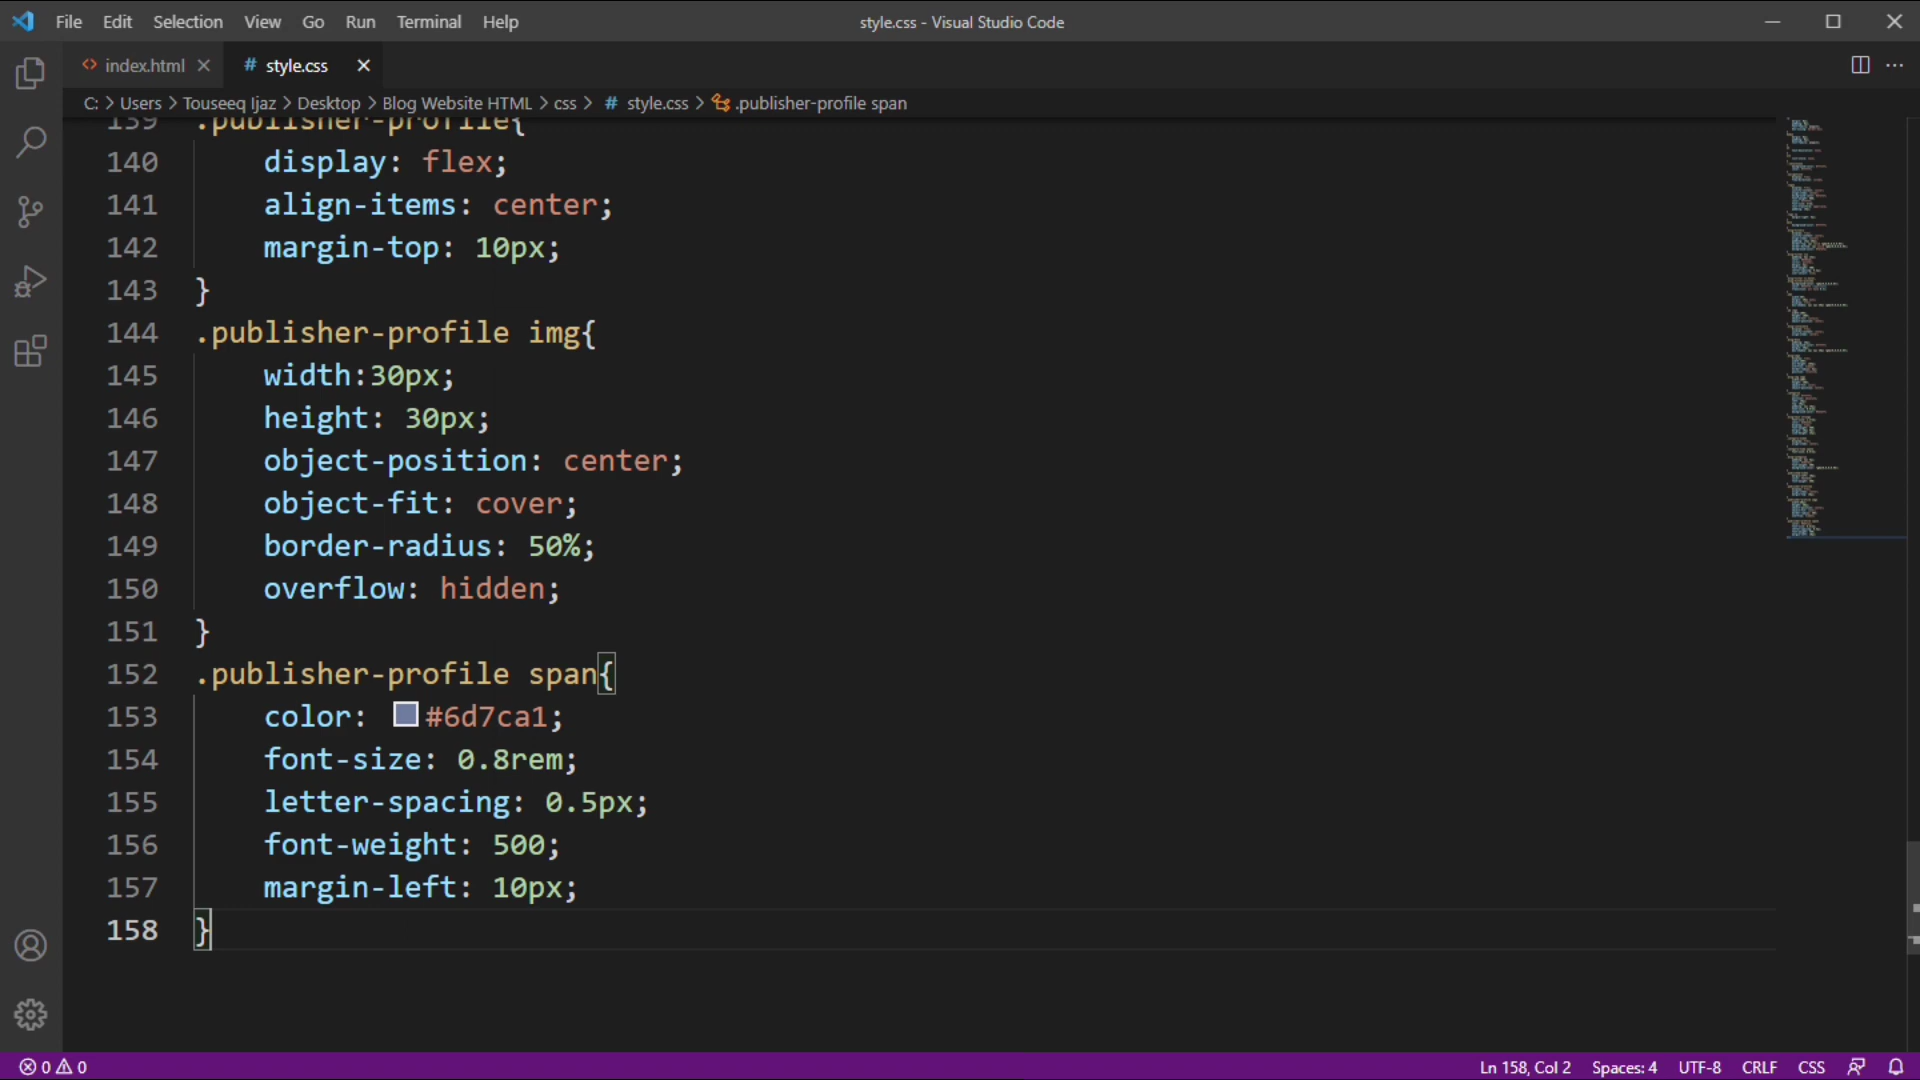 File Edit Selection View Go Run Terminal Help style.css - Visual Studio Code
index.html style.css
C: > Users > Touseeq Ijaz > Desktop > Blog Website HTML > css > # style.css > .publisher-profile span
139 .publisher-profile{
140 display: flex;
141 align-items: center;
142 margin-top: 10px;
143 }
144 .publisher-profile img{
145 width:30px;
146 height: 30px;
147 object-position: center;
148 object-fit: cover;
149 border-radius: 50%;
150 overflow: hidden;
151 }
152 .publisher-profile span{
153 color: #6d7ca1;
154 font-size: 0.8rem;
155 letter-spacing: 0.5px;
156 font-weight: 500;
157 margin-left: 10px;
158 }
0 0 Ln 158, Col 2 Spaces: 4 UTF-8 CRLF CSS